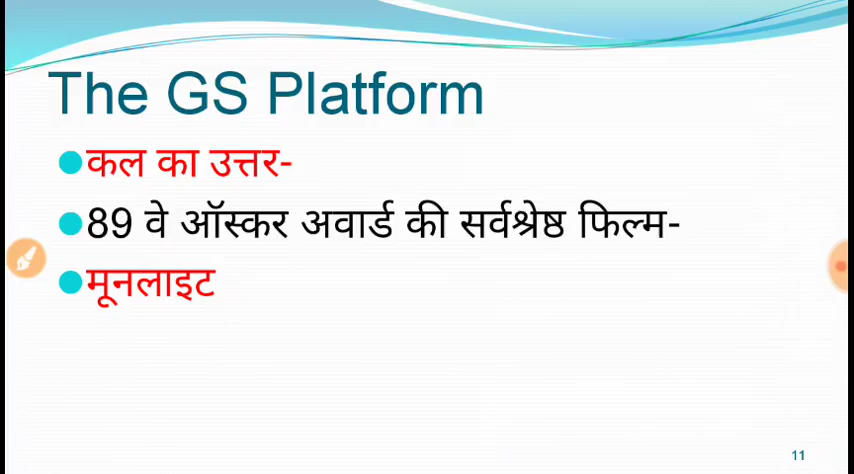 The GS Platform
कल का उत्तर-
89 वे ऑस्कर अवार्ड की सर्वश्रेष्ठ फिल्म-
मूनलाइट
11